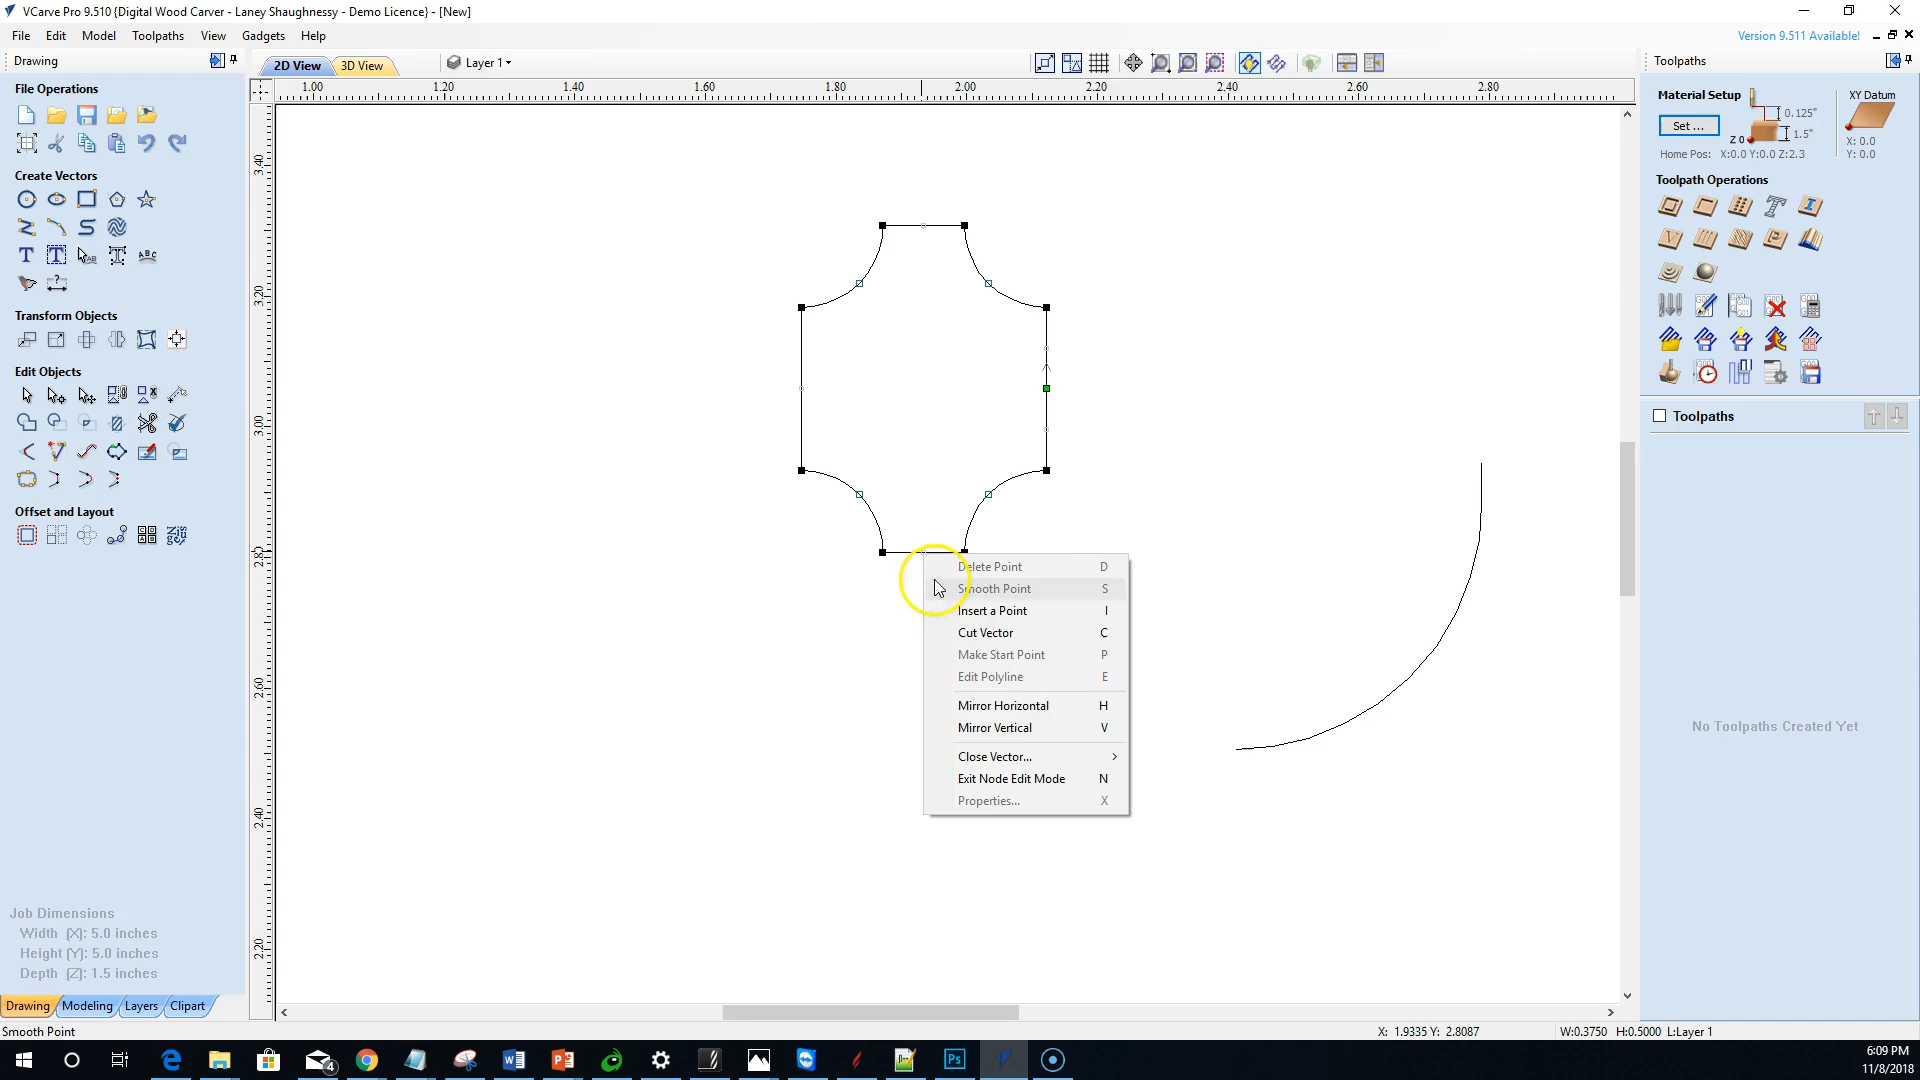 VCarve Pro 9.510 {Digital Wood Carver - Laney Shaughnessy - Demo Licence} - [New]
File Edit Model Toolpaths View Gadgets Help
Version 9.511 Available!
Drawing
2D View 3D View Layer 1
Toolpaths
File Operations
1.00 1.20 1.40 1.60 1.80 2.00 2.20 2.40 2.60 2.80
Material Setup
XY Datum
0.125"
Set ...
1.5"
Z 0
X: 0.0
Y: 0.0
Home Pos: X:0.0 Y:0.0 Z:2.3
Create Vectors
Toolpath Operations
3.40
3.20
3.00
2.80
2.60
2.40
2.20
Transform Objects
Edit Objects
Toolpaths
Offset and Layout
Delete Point D
Smooth Point S
Insert a Point I
Cut Vector C
Make Start Point P
Edit Polyline E
Mirror Horizontal H
Mirror Vertical V
Close Vector...
Exit Node Edit Mode N
Properties... X
No Toolpaths Created Yet
Job Dimensions
Width (X): 5.0 inches
Height (Y): 5.0 inches
Depth (Z): 1.5 inches
Drawing Modeling Layers Clipart
Smooth Point
X: 1.9335 Y: 2.8087
W:0.3750 H:0.5000 L:Layer 1
4
Ps
6:09 PM
11/8/2018